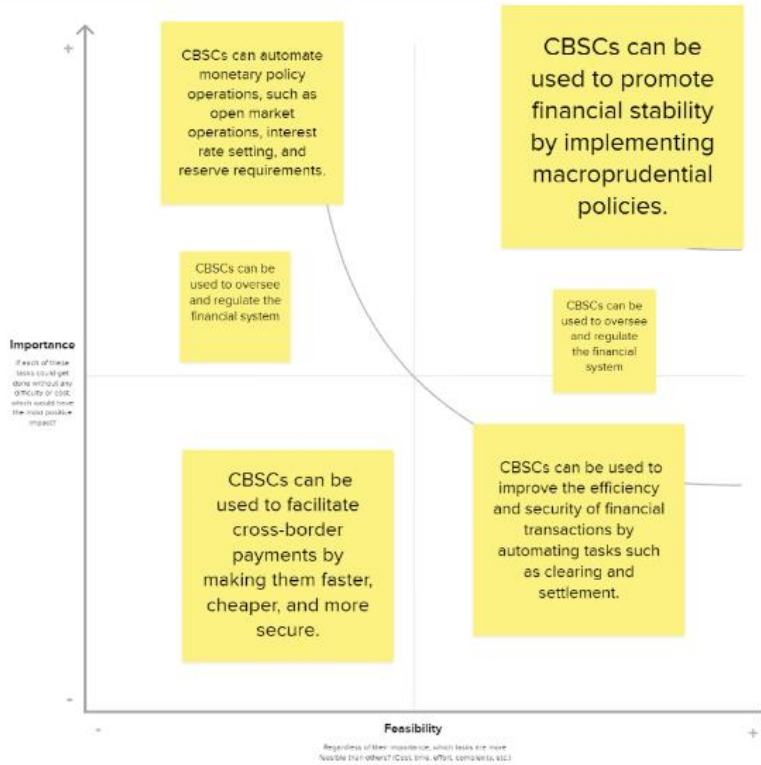 +
CBSCs can automate
monetary policy
operations, such as
open market
operations, interest
rate setting, and
reserve requirements.
CBSCs can be
used to promote
financial stability
by implementing
macroprudential
policies.
CBSCs can be
used to oversee
and regulate the
financial system
CBSCs can be
used to oversee
and regulate
the financial
system
Importance
If each of these
tasks could get
done without any
difficulty or cost,
which would have
the most positive
impact?
CBSCs can be
used to facilitate
cross-border
payments by
making them faster,
cheaper, and more
secure.
CBSCs can be used to
improve the efficiency
and security of financial
transactions by
automating tasks such
as clearing and
settlement.
-
-
Feasibility
+
Regardless of their importance, which tasks are more
feasible than others? (Cost, time, effort, complexity, etc.)